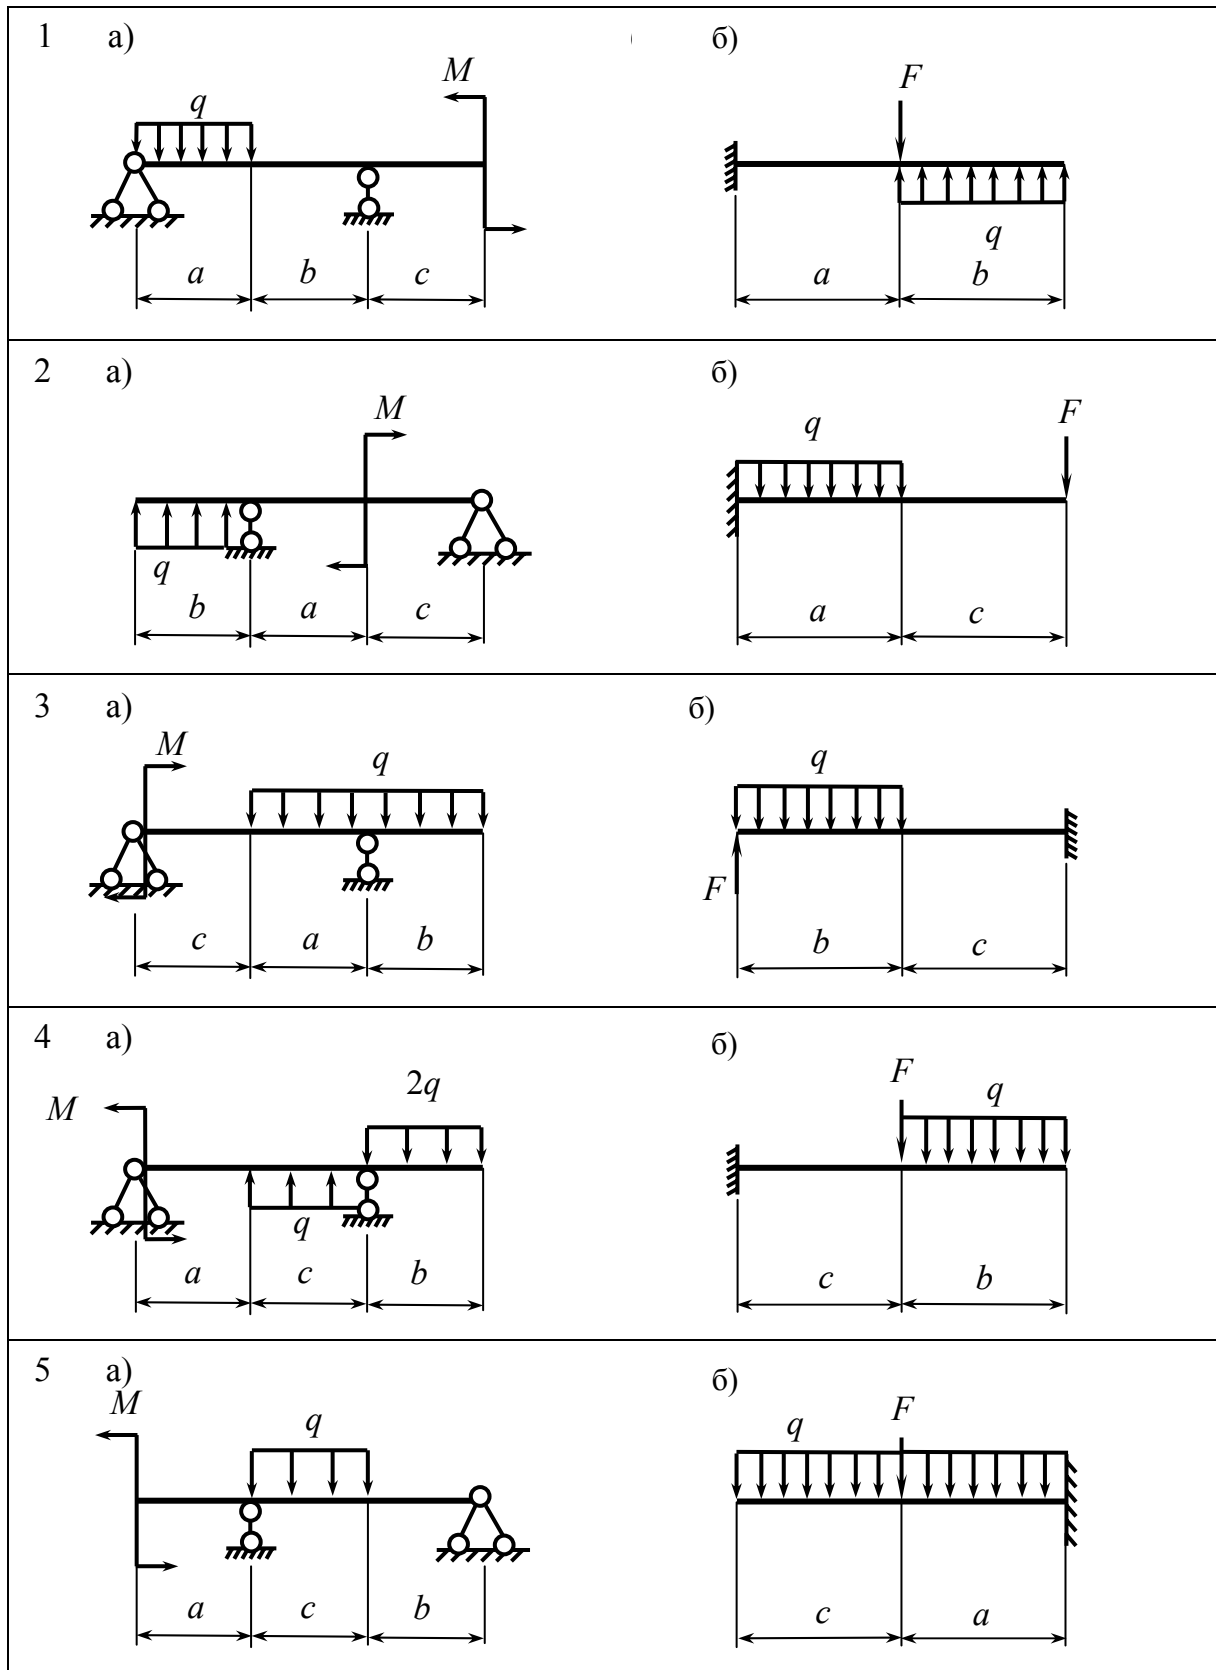 1 а) б)
M F
q
q
a b c a b
2 а) б)
M q F
q
b a c a c
3 а) б)
M q q
F
c a b b c
4 а) б)
M 2q F q
q
a c b c b
5 а) б)
M q q F
a c b c a